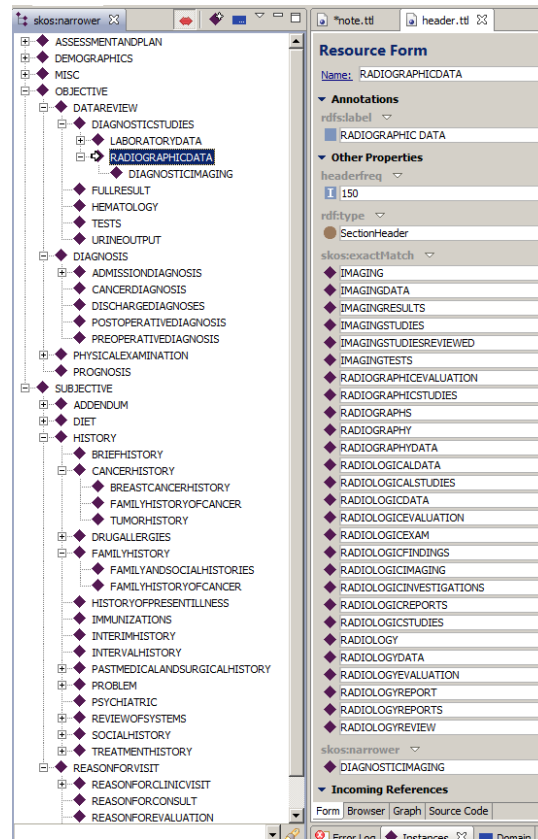 skos:narrower
ASSESSMENTANDPLAN
DEMOGRAPHICS
MISC
OBJECTIVE
DATAREVIEW
DIAGNOSTICSTUDIES
LABORATORYDATA
RADIOGRAPHICDATA
DIAGNOSTICIMAGING
FULLRESULT
HEMATOLOGY
TESTS
URINEOUTPUT
DIAGNOSIS
ADMISSIONDIAGNOSIS
CANCERDIAGNOSIS
DISCHARGEDIAGNOSES
POSTOPERATIVEDIAGNOSIS
PREOPERATIVEDIAGNOSIS
PHYSICALEXAMINATION
PROGNOSIS
SUBJECTIVE
ADDENDUM
DIET
HISTORY
BRIEFHISTORY
CANCERHISTORY
BREASTCANCERHISTORY
FAMILYHISTORYOFCANCER
TUMORHISTORY
DRUGALLERGIES
FAMILYHISTORY
FAMILYANDSOCIALHISTORIES
FAMILYHISTORYOFCANCER
HISTORYOFPRESENTILLNESS
IMMUNIZATIONS
INTERIMHISTORY
INTERVALHISTORY
PASTMEDICALANDSURGICALHISTORY
PROBLEM
PSYCHIATRIC
REVIEWOFSYSTEMS
SOCIALHISTORY
TREATMENTHISTORY
REASONFORVISIT
REASONFORCLINICVISIT
REASONFORCONSULT
REASONFOREVALUATION
*note.ttl header.ttl
Resource Form
Name: RADIOGRAPHICDATA
Annotations
rdfs:label
RADIOGRAPHIC DATA
Other Properties
headerfreq
I 150
rdf:type
SectionHeader
skos:exactMatch
IMAGING
IMAGINGDATA
IMAGINGRESULTS
IMAGINGSTUDIES
IMAGINGSTUDIESREVIEWED
IMAGINGTESTS
RADIOGRAPHICEVALUATION
RADIOGRAPHICSTUDIES
RADIOGRAPHS
RADIOGRAPHY
RADIOGRAPHYDATA
RADIOLOGICALDATA
RADIOLOGICALSTUDIES
RADIOLOGICDATA
RADIOLOGICEVALUATION
RADIOLOGICEXAM
RADIOLOGICFINDINGS
RADIOLOGICIMAGING
RADIOLOGICINVESTIGATIONS
RADIOLOGICREPORTS
RADIOLOGICSTUDIES
RADIOLOGY
RADIOLOGYDATA
RADIOLOGYEVALUATION
RADIOLOGYREPORT
RADIOLOGYREPORTS
RADIOLOGYREVIEW
skos:narrower
DIAGNOSTICIMAGING
Incoming References
Form Browser Graph Source Code
Error Log Instances Domain